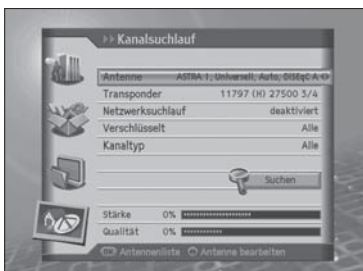 ▹▹ Kanalsuchlauf
Antenne ASTRA 1, Universell, Auto, DiSEqC A
Transponder 11797 (H) 27500 3/4
Netzwerksuchlauf deaktiviert
Verschlüsselt Alle
Kanaltyp Alle
Suchen
Stärke 0%
Qualität 0%
OK Antennenliste Antenne bearbeiten